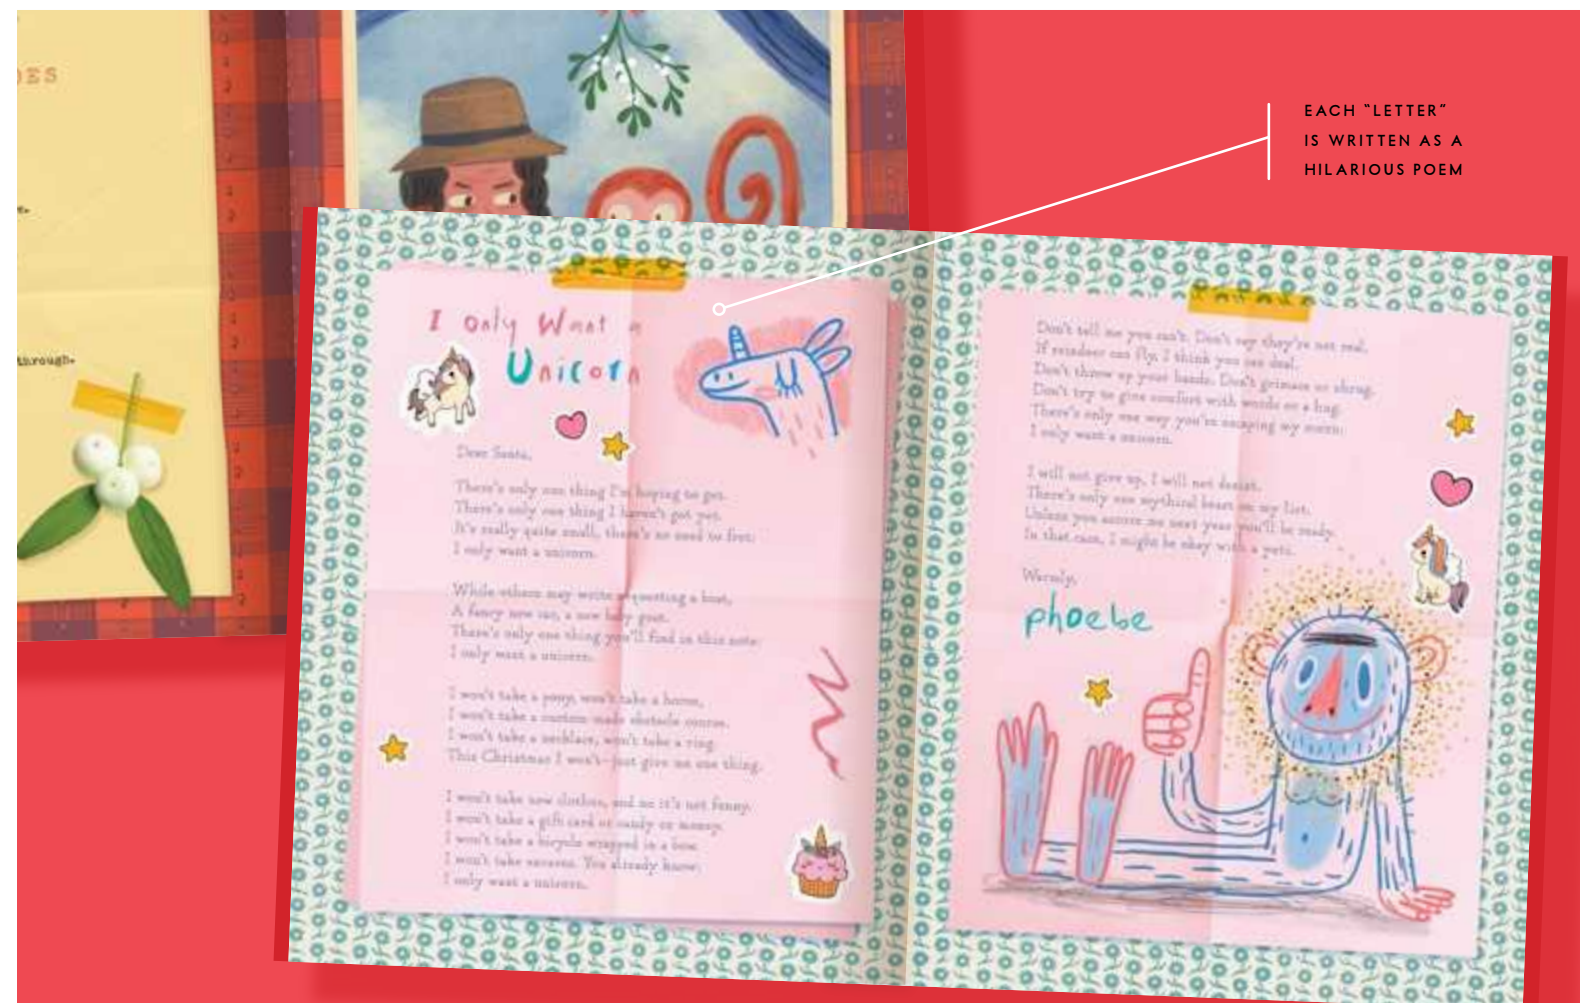 DES
through.
EACH “LETTER”
IS WRITTEN AS A
HILARIOUS POEM
I Only Want a
Unicorn
Dear Santa,
There's only one thing I'm hoping to get.
There's only one thing I haven't got yet.
It's really quite small, there's no need to fret:
I only want a unicorn.
While others may write requesting a boat,
A fancy new car, a new baby goat.
There's only one thing you'll find in this note:
I only want a unicorn.
I won't take a pony, won't take a horse,
I won't take a custom-made obstacle course.
I won't take a necklace, won't take a ring.
This Christmas I won't—just give me one thing.
I won't take new clothes, and no it's not funny.
I won't take a gift card or candy or money.
I won't take a bicycle wrapped in a bow.
I won't take excuses. You already know:
I only want a unicorn.
Don't tell me you can't. Don't say they're not real.
If reindeer can fly, I think you can deal.
Don't throw up your hands. Don't grimace or shrug.
Don't try to give comfort with words or a hug.
There's only one way you're escaping my scorn:
I only want a unicorn.
I will not give up, I will not desist.
There's only one mythical beast on my list.
Unless you assure me next year you'll be ready.
In that case, I might be okay with a yeti.
Warmly,
phoebe